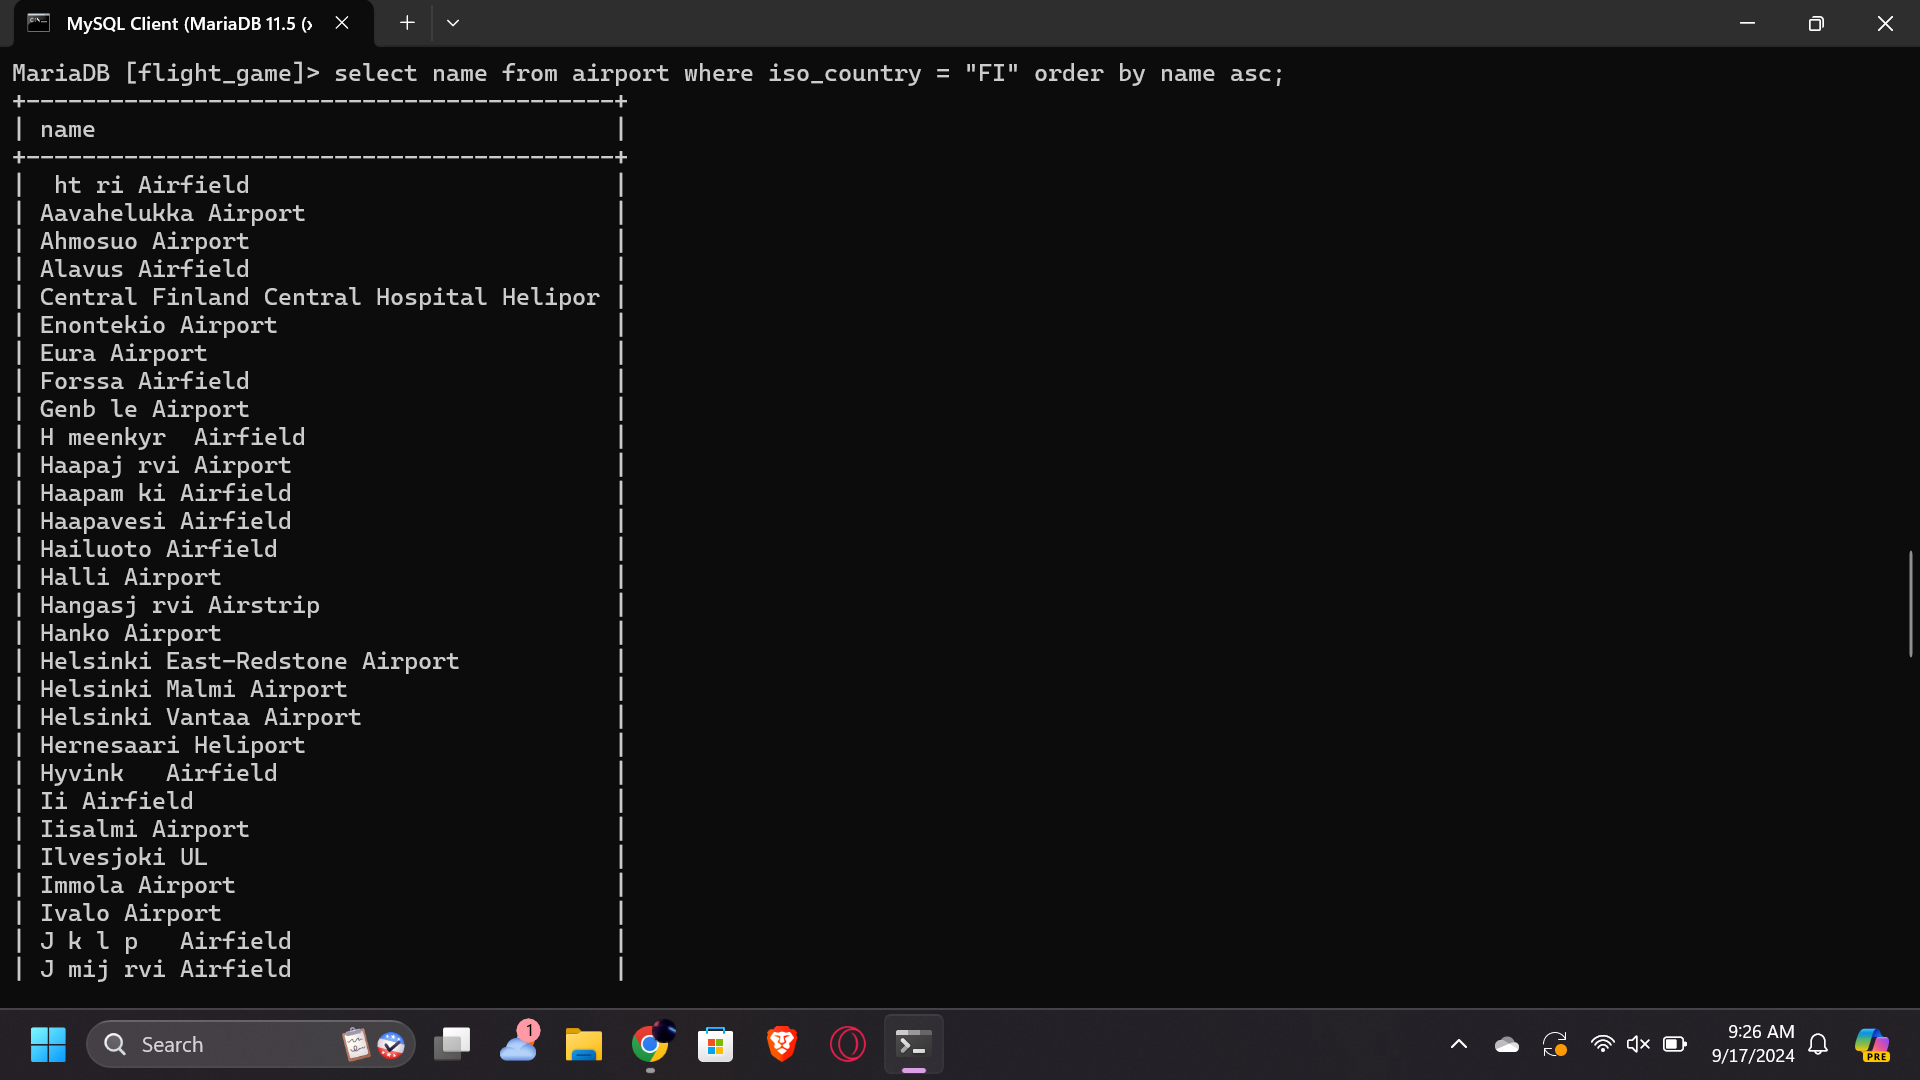 MySQL Client (MariaDB 11.5 (x
MariaDB [flight_game]> select name from airport where iso_country = "FI" order by name asc;
+------------------------------------------+
| name                                     |
+------------------------------------------+
|  ht ri Airfield                          |
| Aavahelukka Airport                      |
| Ahmosuo Airport                          |
| Alavus Airfield                          |
| Central Finland Central Hospital Helipor |
| Enontekio Airport                        |
| Eura Airport                             |
| Forssa Airfield                          |
| Genb le Airport                          |
| H meenkyr  Airfield                      |
| Haapaj rvi Airport                       |
| Haapam ki Airfield                       |
| Haapavesi Airfield                       |
| Hailuoto Airfield                        |
| Halli Airport                            |
| Hangasj rvi Airstrip                     |
| Hanko Airport                            |
| Helsinki East-Redstone Airport           |
| Helsinki Malmi Airport                   |
| Helsinki Vantaa Airport                  |
| Hernesaari Heliport                      |
| Hyvink   Airfield                        |
| Ii Airfield                              |
| Iisalmi Airport                          |
| Ilvesjoki UL                             |
| Immola Airport                           |
| Ivalo Airport                            |
| J k l p   Airfield                       |
| J mij rvi Airfield                       |
Search
1
9:26 AM
9/17/2024
PRE